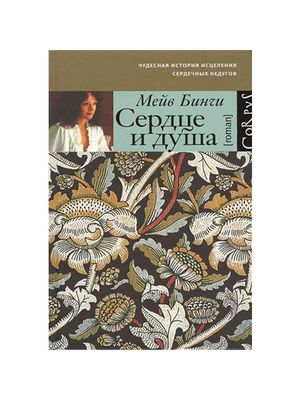 ЧУДЕСНАЯ ИСТОРИЯ ИСЦЕЛЕНИЯ
СЕРДЕЧНЫХ НЕДУГОВ
Мейв Бинчи
Сердце
и душа
[roman]
CORPUS